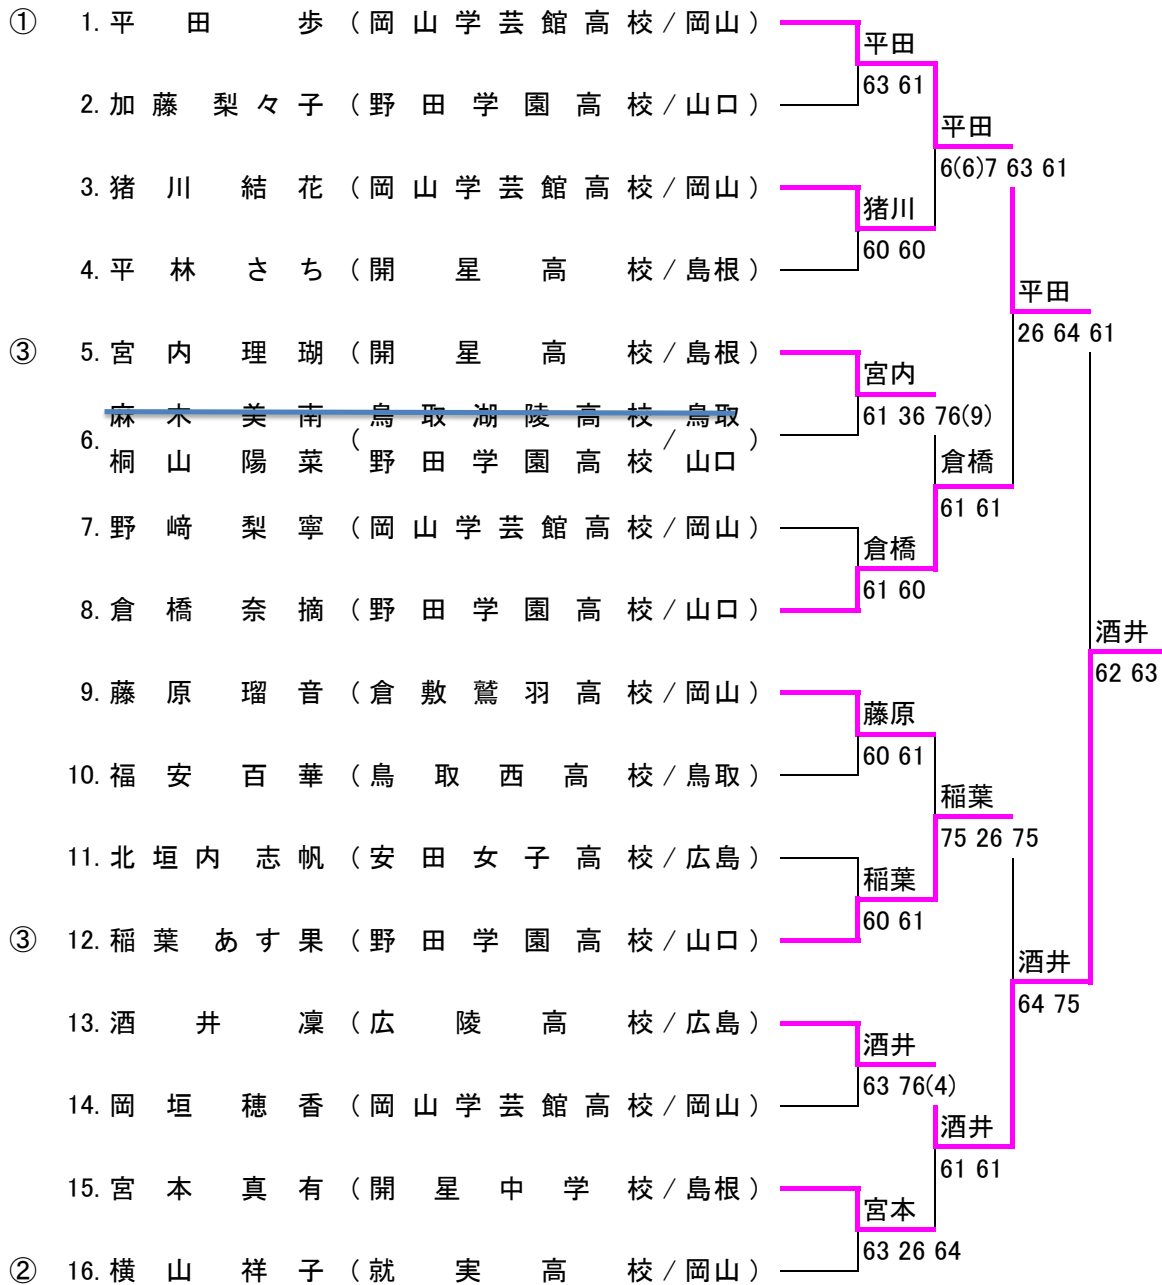 ① 1. 平田歩 (岡山学芸館高校/岡山)
平田
63 61
2. 加藤梨々子 (野田学園高校/山口)
平田
6(6)7 63 61
3. 猪川結花 (岡山学芸館高校/岡山)
猪川
60 60
4. 平林さち (開星高校/島根)
平田
26 64 61
③ 5. 宮内理瑚 (開星高校/島根)
宮内
61 36 76(9)
麻木美南 鳥取湖陵高校 鳥取
6. ( / )
桐山陽菜 野田学園高校 山口
倉橋
61 61
7. 野﨑梨寧 (岡山学芸館高校/岡山)
倉橋
61 60
8. 倉橋奈摘 (野田学園高校/山口)
酒井
62 63
9. 藤原瑠音 (倉敷鷲羽高校/岡山)
藤原
60 61
10. 福安百華 (鳥取西高校/鳥取)
稲葉
75 26 75
11. 北垣内志帆 (安田女子高校/広島)
稲葉
60 61
③ 12. 稲葉あす果 (野田学園高校/山口)
酒井
64 75
13. 酒井凜 (広陵高校/広島)
酒井
63 76(4)
14. 岡垣穂香 (岡山学芸館高校/岡山)
酒井
61 61
15. 宮本真有 (開星中学校/島根)
宮本
63 26 64
② 16. 横山祥子 (就実高校/岡山)